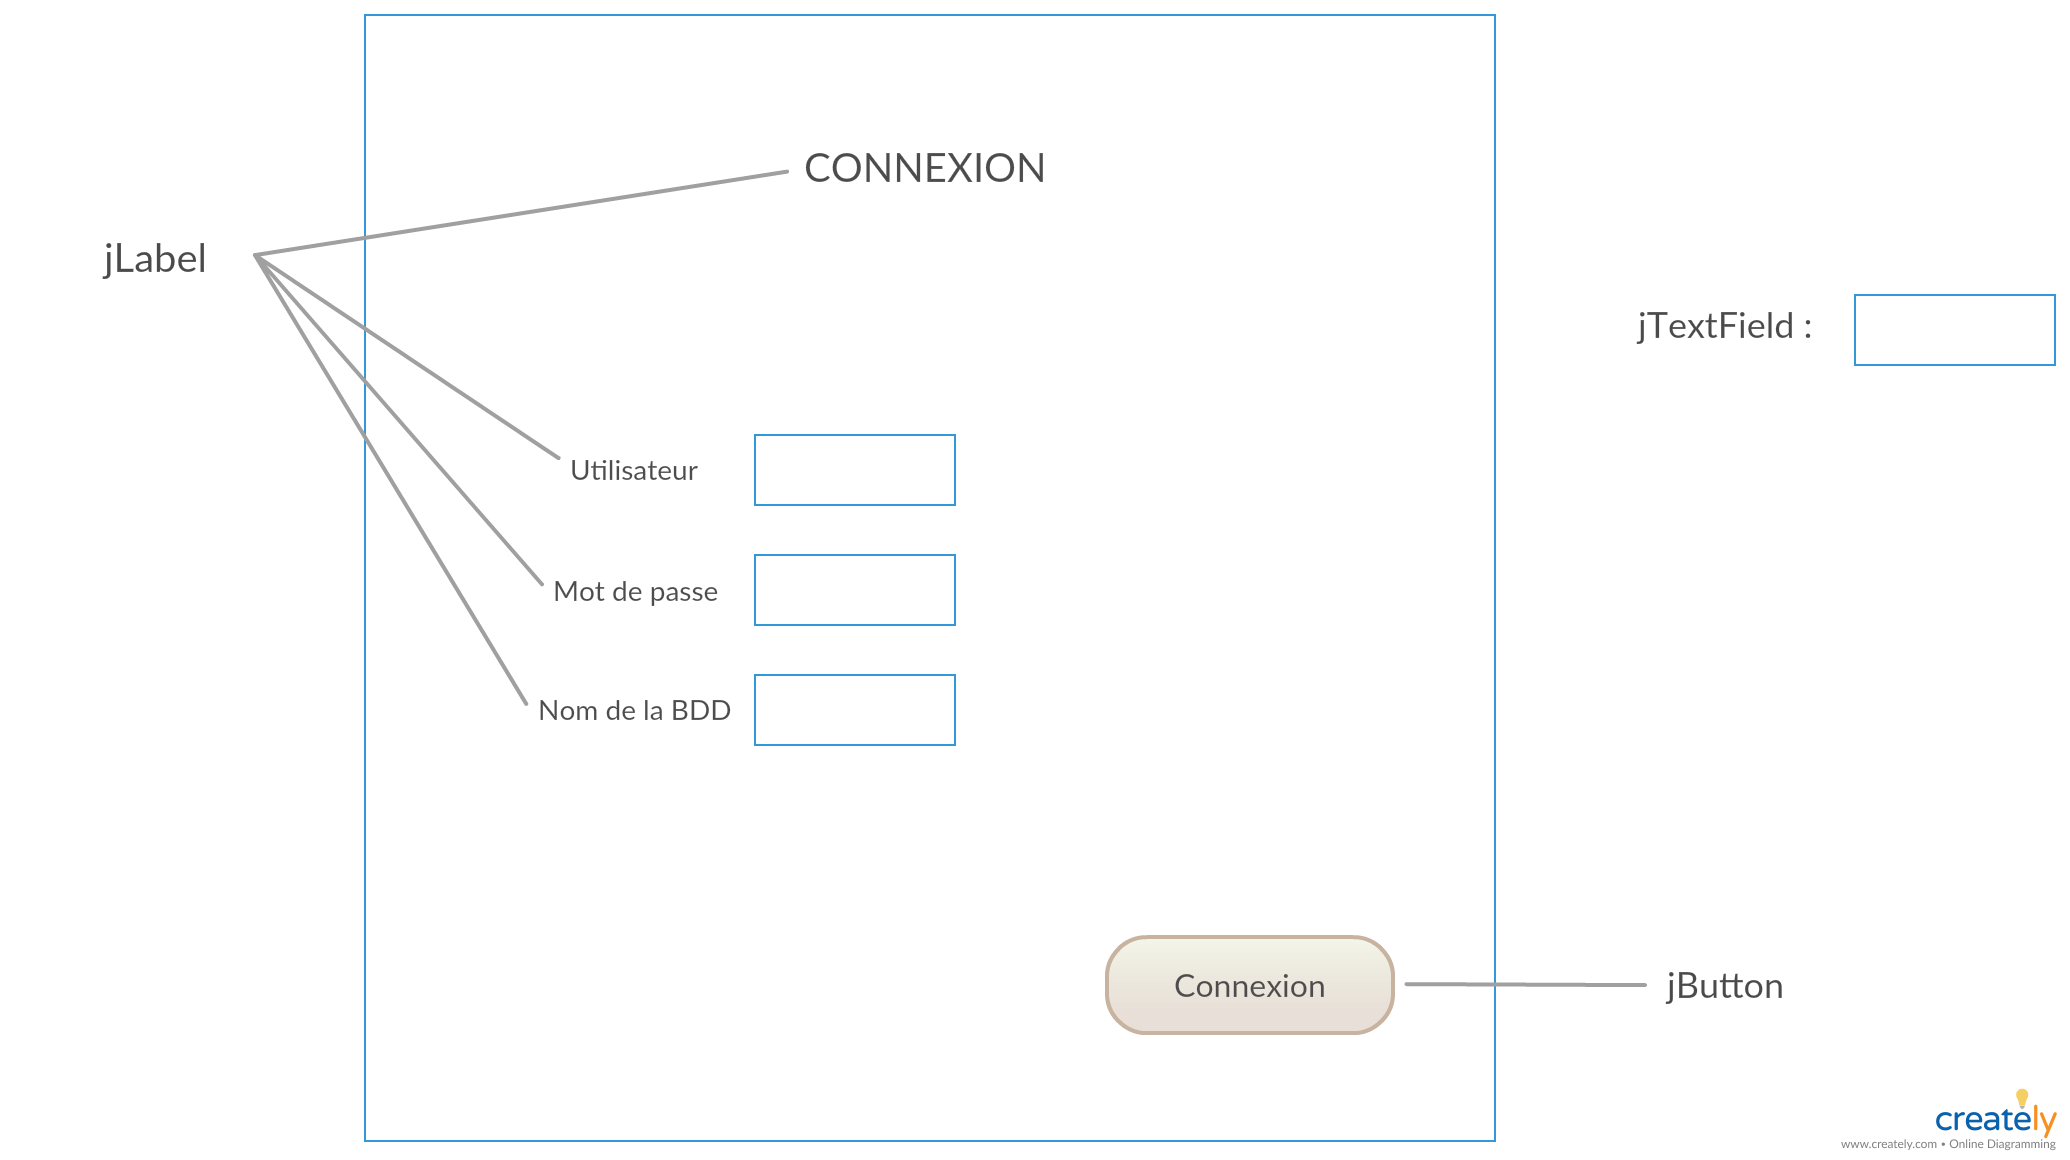 CONNEXION
jLabel
jTextField :
Utilisateur
Mot de passe
Nom de la BDD
Connexion
jButton
creately
www.creately.com • Online Diagramming